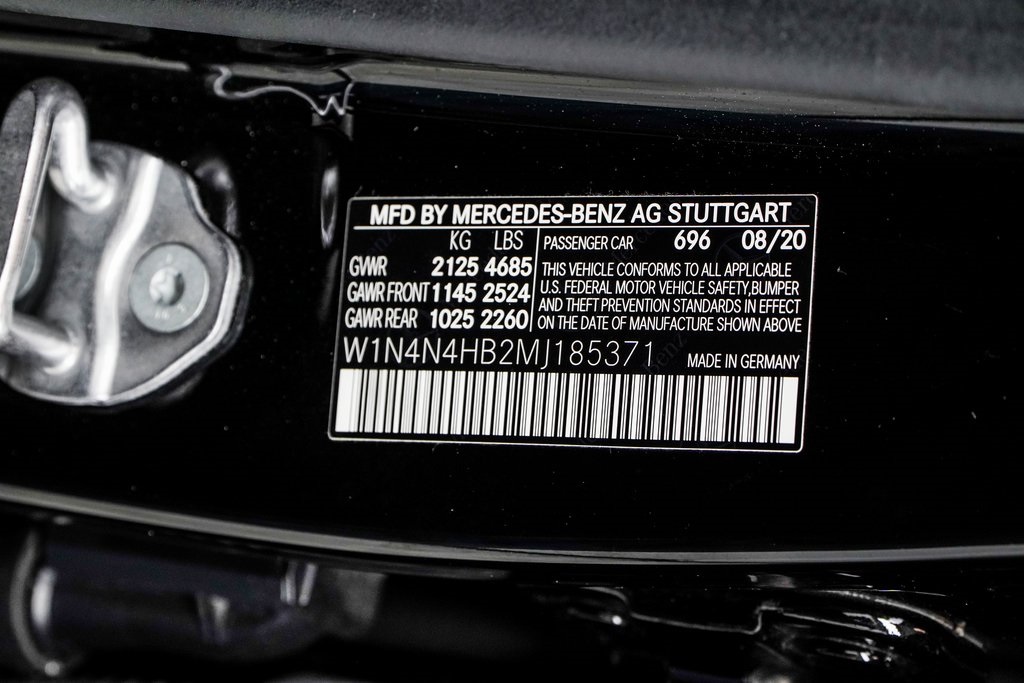 MFD BY MERCEDES-BENZ AG STUTTGART
KG LBS
GWR 2125 4685
GAWR FRONT 1145 2524
GAWR REAR 1025 2260
PASSENGER CAR 696 08/20
THIS VEHICLE CONFORMS TO ALL APPLICABLE
U.S. FEDERAL MOTOR VEHICLE SAFETY,BUMPER
AND THEFT PREVENTION STANDARDS IN EFFECT
ON THE DATE OF MANUFACTURE SHOWN ABOVE
W1N4N4HB2MJ185371 MADE IN GERMANY